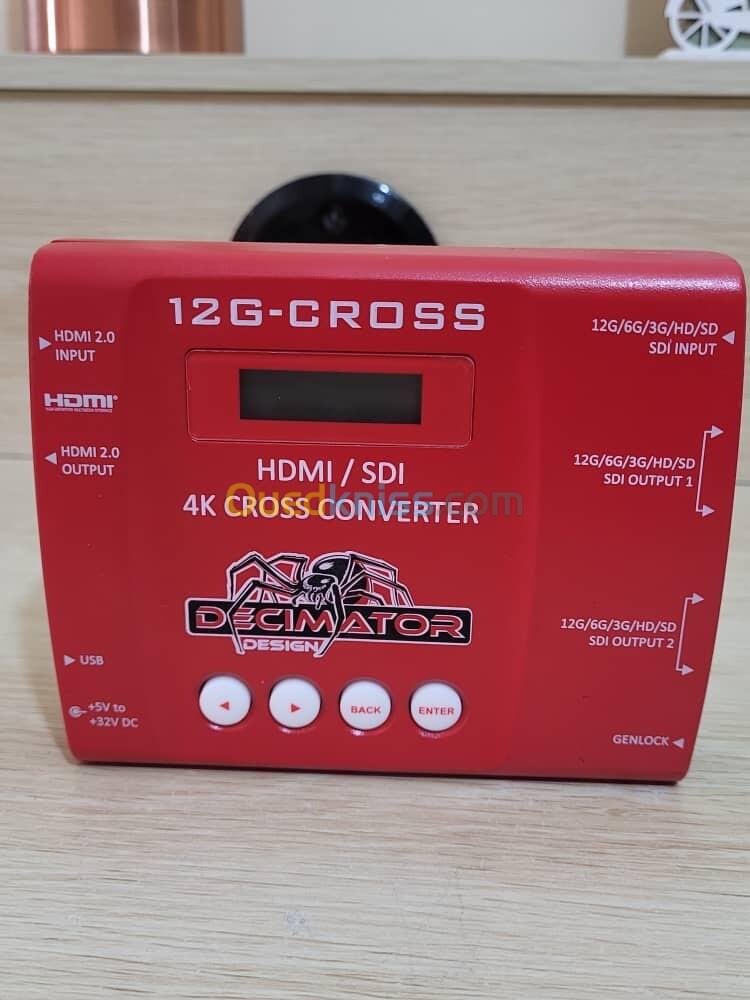 12G-CROSS
HDMI 2.0
INPUT
HDMI
HDMI 2.0
OUTPUT
12G/6G/3G/HD/SD
SDI INPUT
12G/6G/3G/HD/SD
SDI OUTPUT 1
HDMI / SDI
4K CROSS CONVERTER
Ouedkniss.com
DECIMATOR
DESIGN
12G/6G/3G/HD/SD
SDI OUTPUT 2
USB
+5V to
+32V DC
BACK
ENTER
GENLOCK